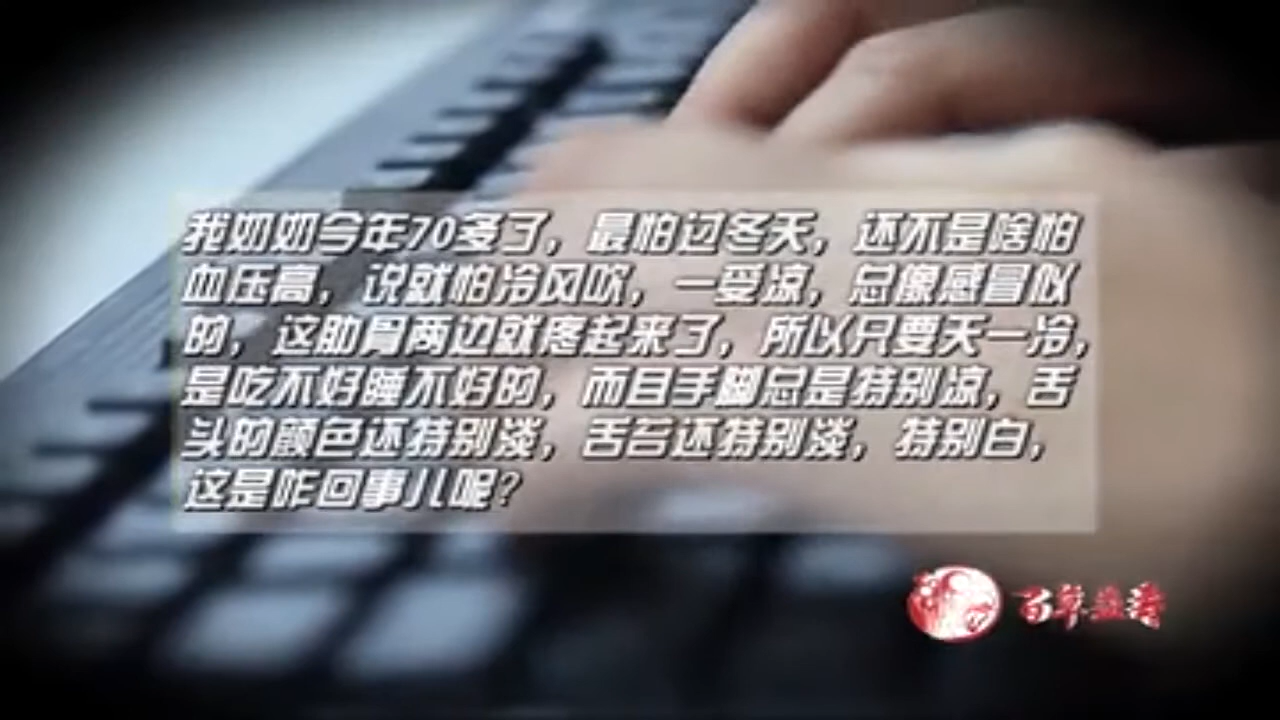 我奶奶今年70多了，最怕过冬天，还不是啥怕
血压高，说就怕冷风吹，一受凉，总像感冒似
的，这肋骨两边就疼起来了，所以只要天一冷，
是吃不好睡不好的，而且手脚总是特别凉，舌
头的颜色还特别淡，舌苔还特别淡，特别白，
这是咋回事儿呢？
百草益寿